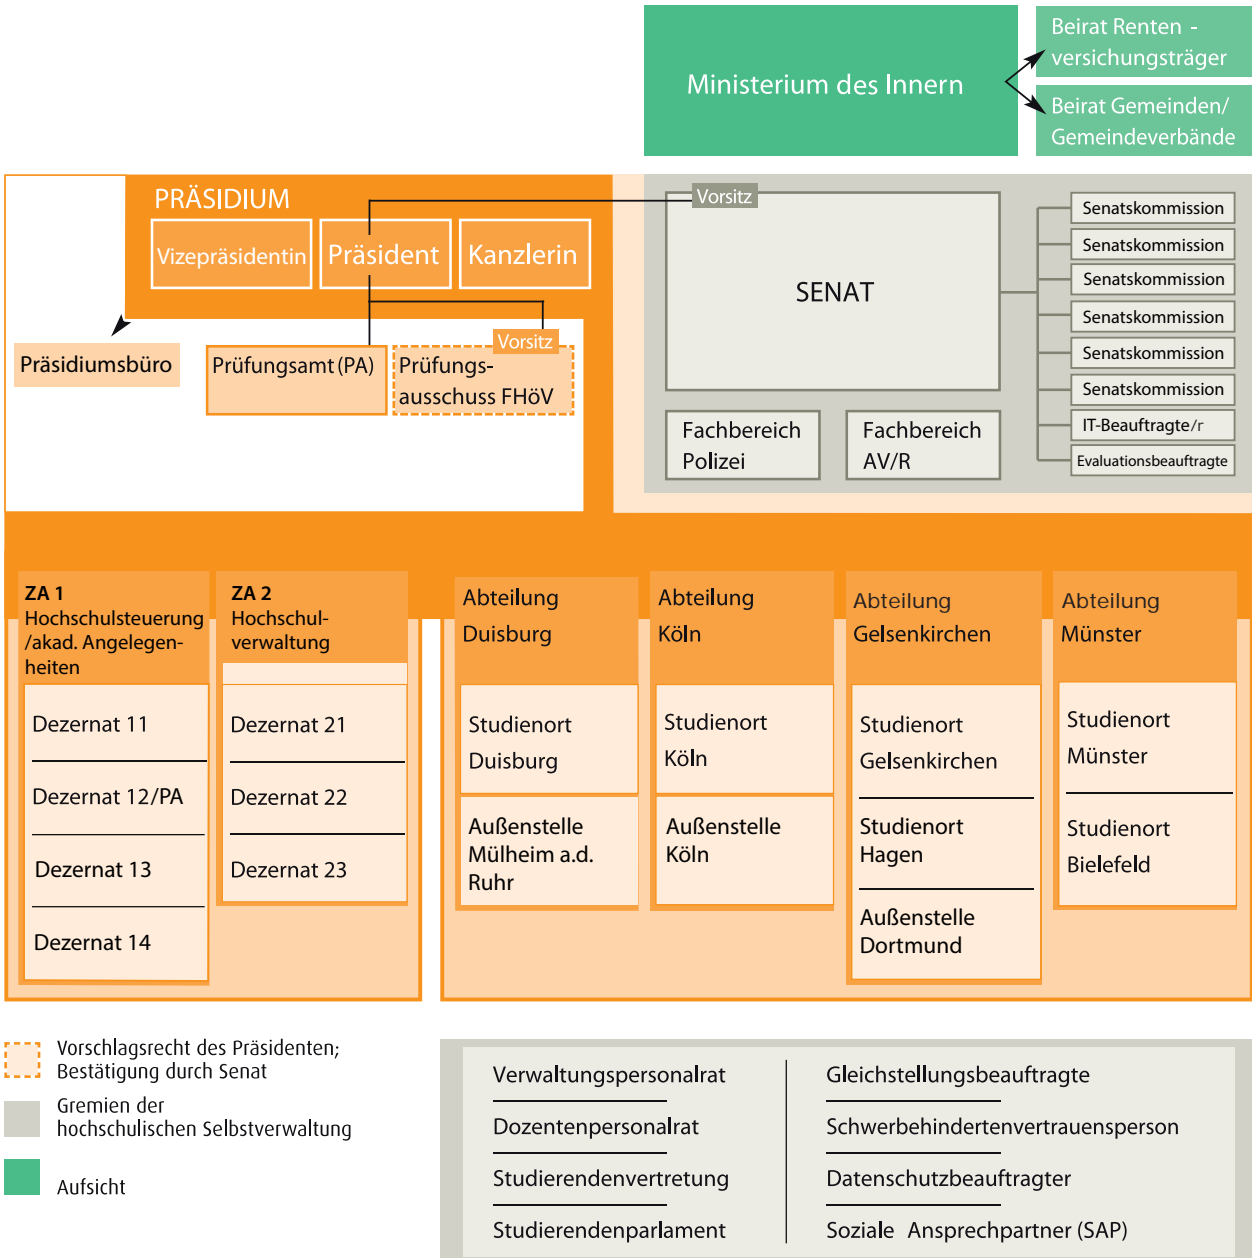 Ministerium des Innern
Beirat Renten -
versichungsträger
Beirat Gemeinden/
Gemeindeverbände
PRÄSIDIUM
Vizepräsidentin
Präsident
Kanzlerin
Vorsitz
SENAT
Senatskommission
Senatskommission
Senatskommission
Senatskommission
Senatskommission
Senatskommission
IT-Beauftragte/r
Evaluationsbeauftragte
Präsidiumsbüro
Prüfungsamt (PA)
Vorsitz
Prüfungs-
ausschuss FHöV
Fachbereich
Polizei
Fachbereich
AV/R
ZA 1
Hochschulsteuerung
/akad. Angelegen-
heiten
Dezernat 11
Dezernat 12/PA
Dezernat 13
Dezernat 14
ZA 2
Hochschul-
verwaltung
Dezernat 21
Dezernat 22
Dezernat 23
Abteilung
Duisburg
Studienort
Duisburg
Außenstelle
Mülheim a.d.
Ruhr
Abteilung
Köln
Studienort
Köln
Außenstelle
Köln
Abteilung
Gelsenkirchen
Studienort
Gelsenkirchen
Studienort
Hagen
Außenstelle
Dortmund
Abteilung
Münster
Studienort
Münster
Studienort
Bielefeld
Vorschlagsrecht des Präsidenten;
Bestätigung durch Senat
Gremien der
hochschulischen Selbstverwaltung
Aufsicht
Verwaltungspersonalrat
Dozentenpersonalrat
Studierendenvertretung
Studierendenparlament
Gleichstellungsbeauftragte
Schwerbehindertenvertrauensperson
Datenschutzbeauftragter
Soziale Ansprechpartner (SAP)